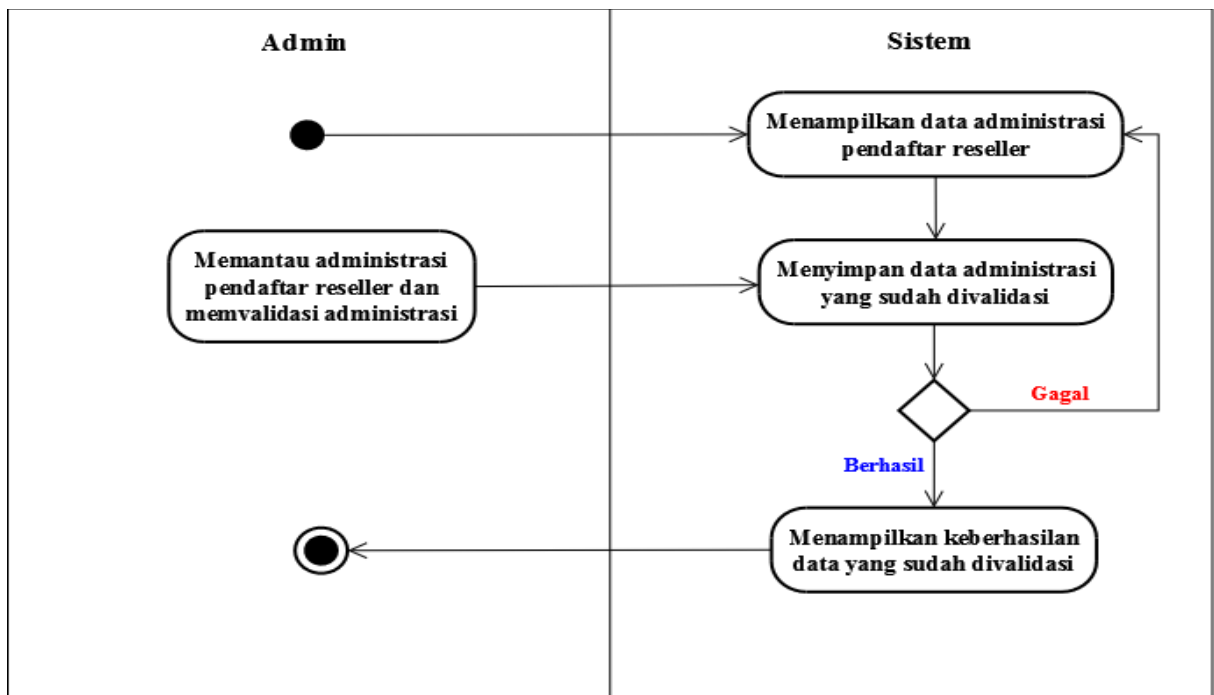 Admin
Sistem
Menampilkan data administrasi
pendaftar reseller
Memantau administrasi
pendaftar reseller dan
memvalidasi administrasi
Menyimpan data administrasi
yang sudah divalidasi
Gagal
Berhasil
Menampilkan keberhasilan
data yang sudah divalidasi